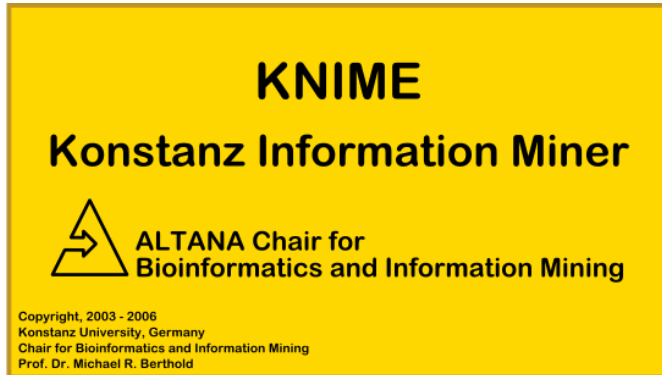 KNIME
Konstanz Information Miner
ALTANA Chair for
Bioinformatics and Information Mining
Copyright, 2003 - 2006
Konstanz University, Germany
Chair for Bioinformatics and Information Mining
Prof. Dr. Michael R. Berthold